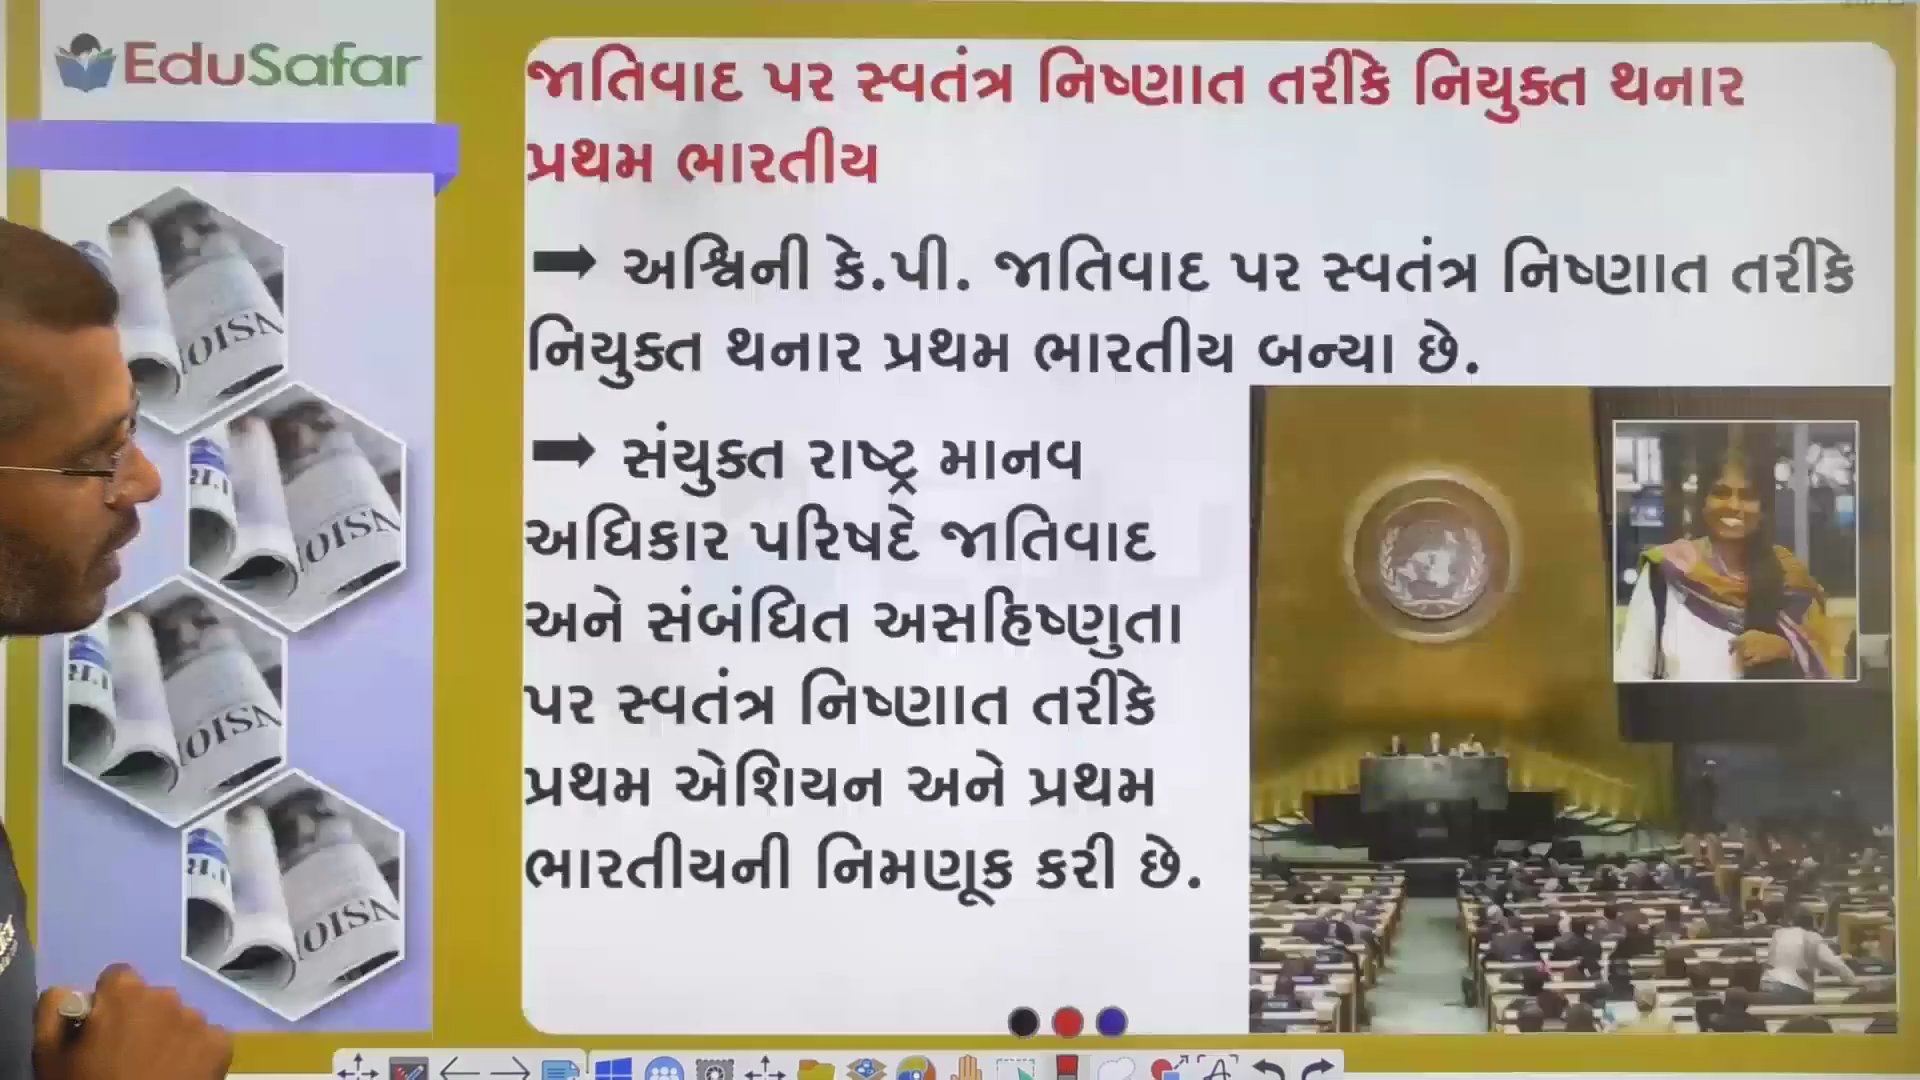 EduSafar
જાતિવાદ પર સ્વતંત્ર નિષ્ણાત તરીકે નિયુક્ત થનાર
પ્રથમ ભારતીય
➡ અશ્વિની કે.પી. જાતિવાદ પર સ્વતંત્ર નિષ્ણાત તરીકે
નિયુક્ત થનાર પ્રથમ ભારતીય બન્યા છે.
➡ સંયુક્ત રાષ્ટ્ર માનવ
અધિકાર પરિષદે જાતિવાદ
અને સંબંધિત અસહિષ્ણુતા
પર સ્વતંત્ર નિષ્ણાત તરીકે
પ્રથમ એશિયન અને પ્રથમ
ભારતીયની નિમણૂક કરી છે.